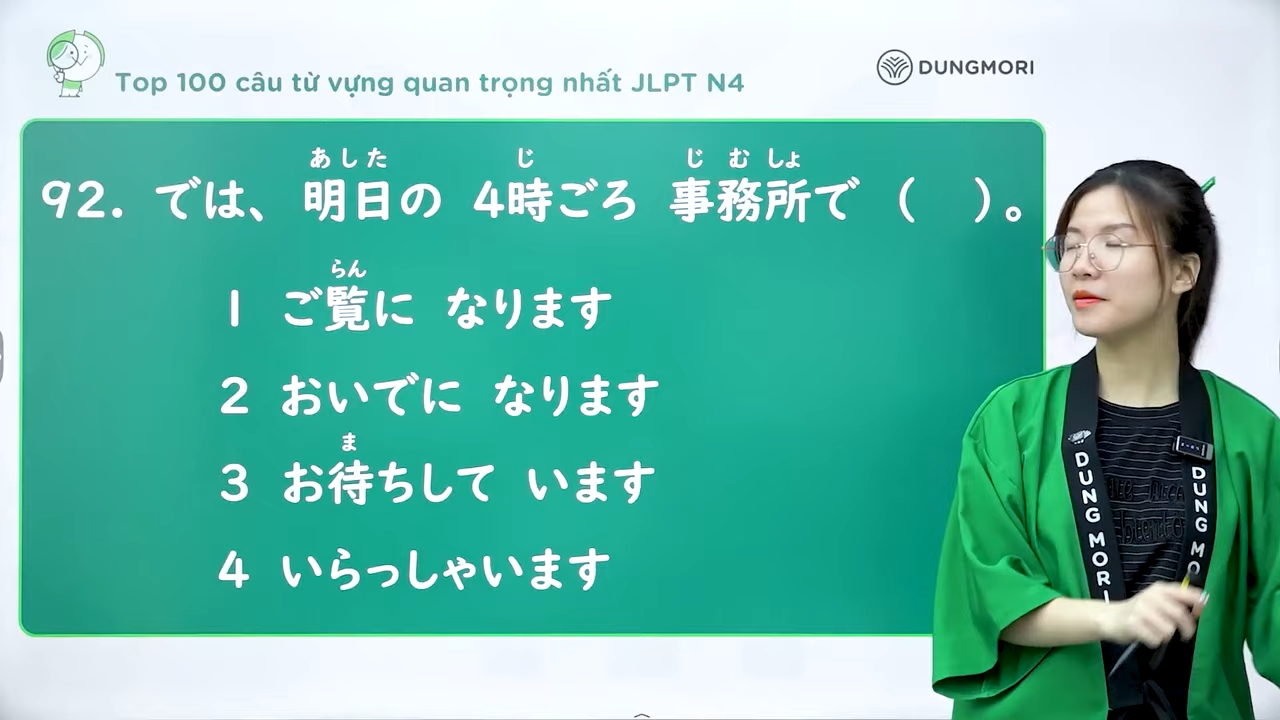 Top 100 câu từ vựng quan trọng nhất JLPT N4
DUNGMORI
あした じ じ む しょ
92. では、 明日の 4時ごろ 事務所で ( )。
らん
1 ご覧に なります
2 おいでに なります
ま
3 お待ちして います
4 いらっしゃいます
DUNG MORI
DUNG MO